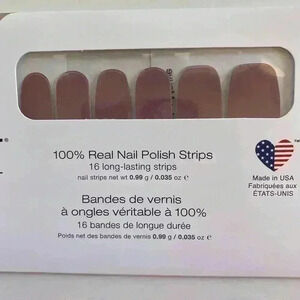 100% Real Nail Polish Strips
16 long-lasting strips
nail strips net wt 0.99 g / 0.035 oz ℮
Made in USA
Fabriquées aux
ÉTATS-UNIS
Bandes de vernis
à ongles véritable à 100%
16 bandes de longue durée
Poids net des bandes de vernis 0.99 g / 0.035 oz ℮